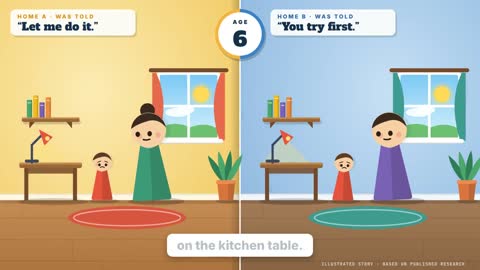 HOME A · WAS TOLD
“Let me do it.”
AGE
6
HOME B · WAS TOLD
“You try first.”
on the kitchen table.
ILLUSTRATED STORY · BASED ON PUBLISHED RESEARCH